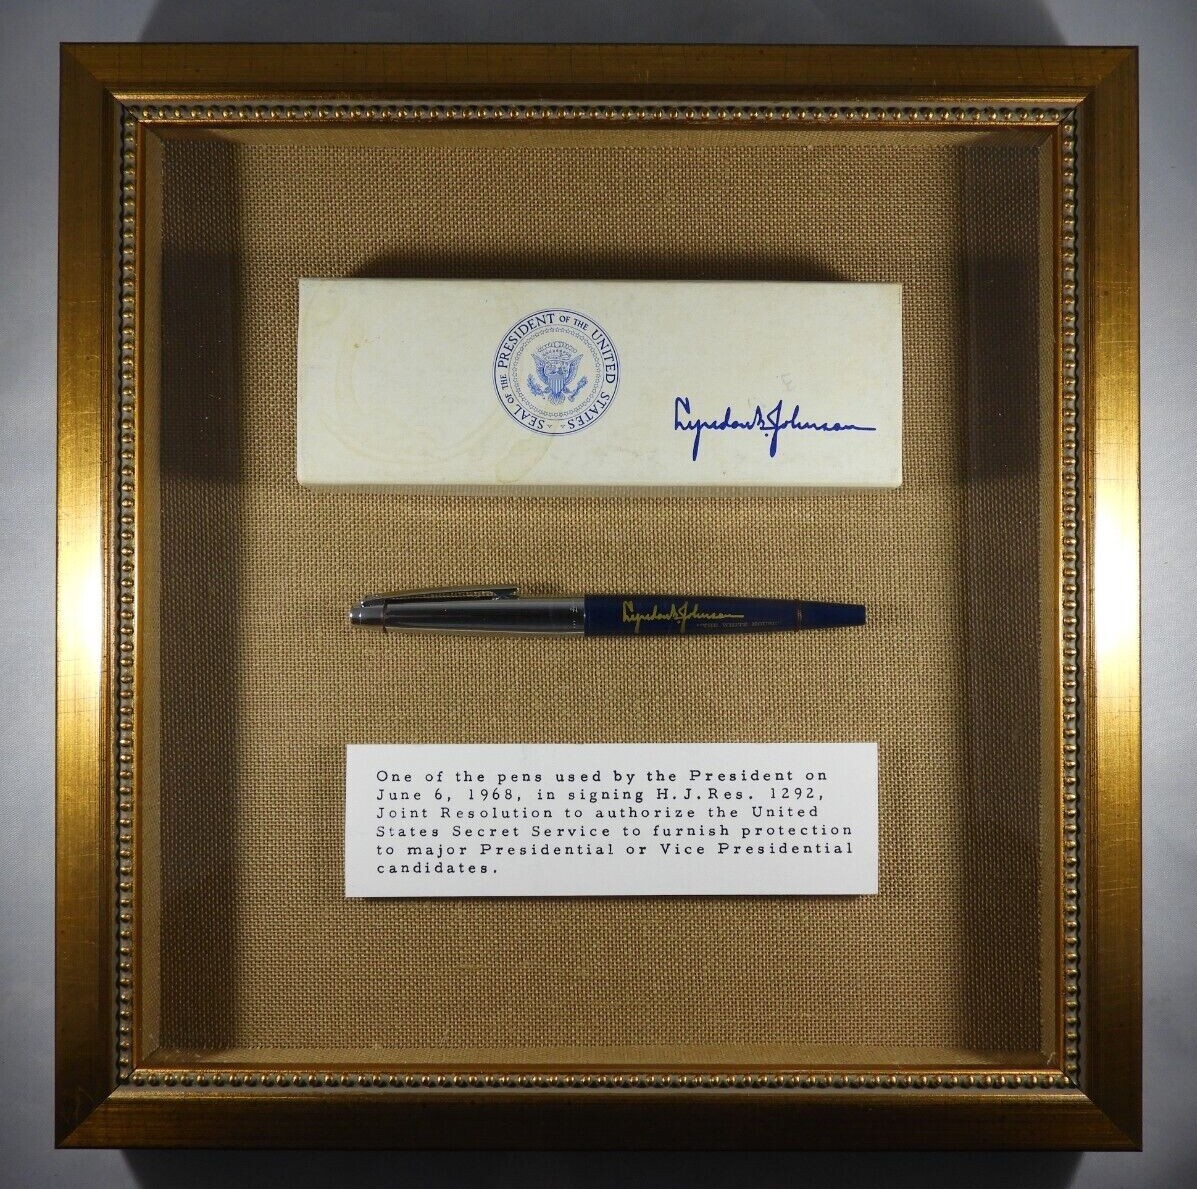 SEAL OF THE PRESIDENT OF THE UNITED STATES
Lyndon B. Johnson
Lyndon B. Johnson
"THE WHITE HOUSE"
One of the pens used by the President on
June 6, 1968, in signing H.J.Res. 1292,
Joint Resolution to authorize the United
States Secret Service to furnish protection
to major Presidential or Vice Presidential
candidates.